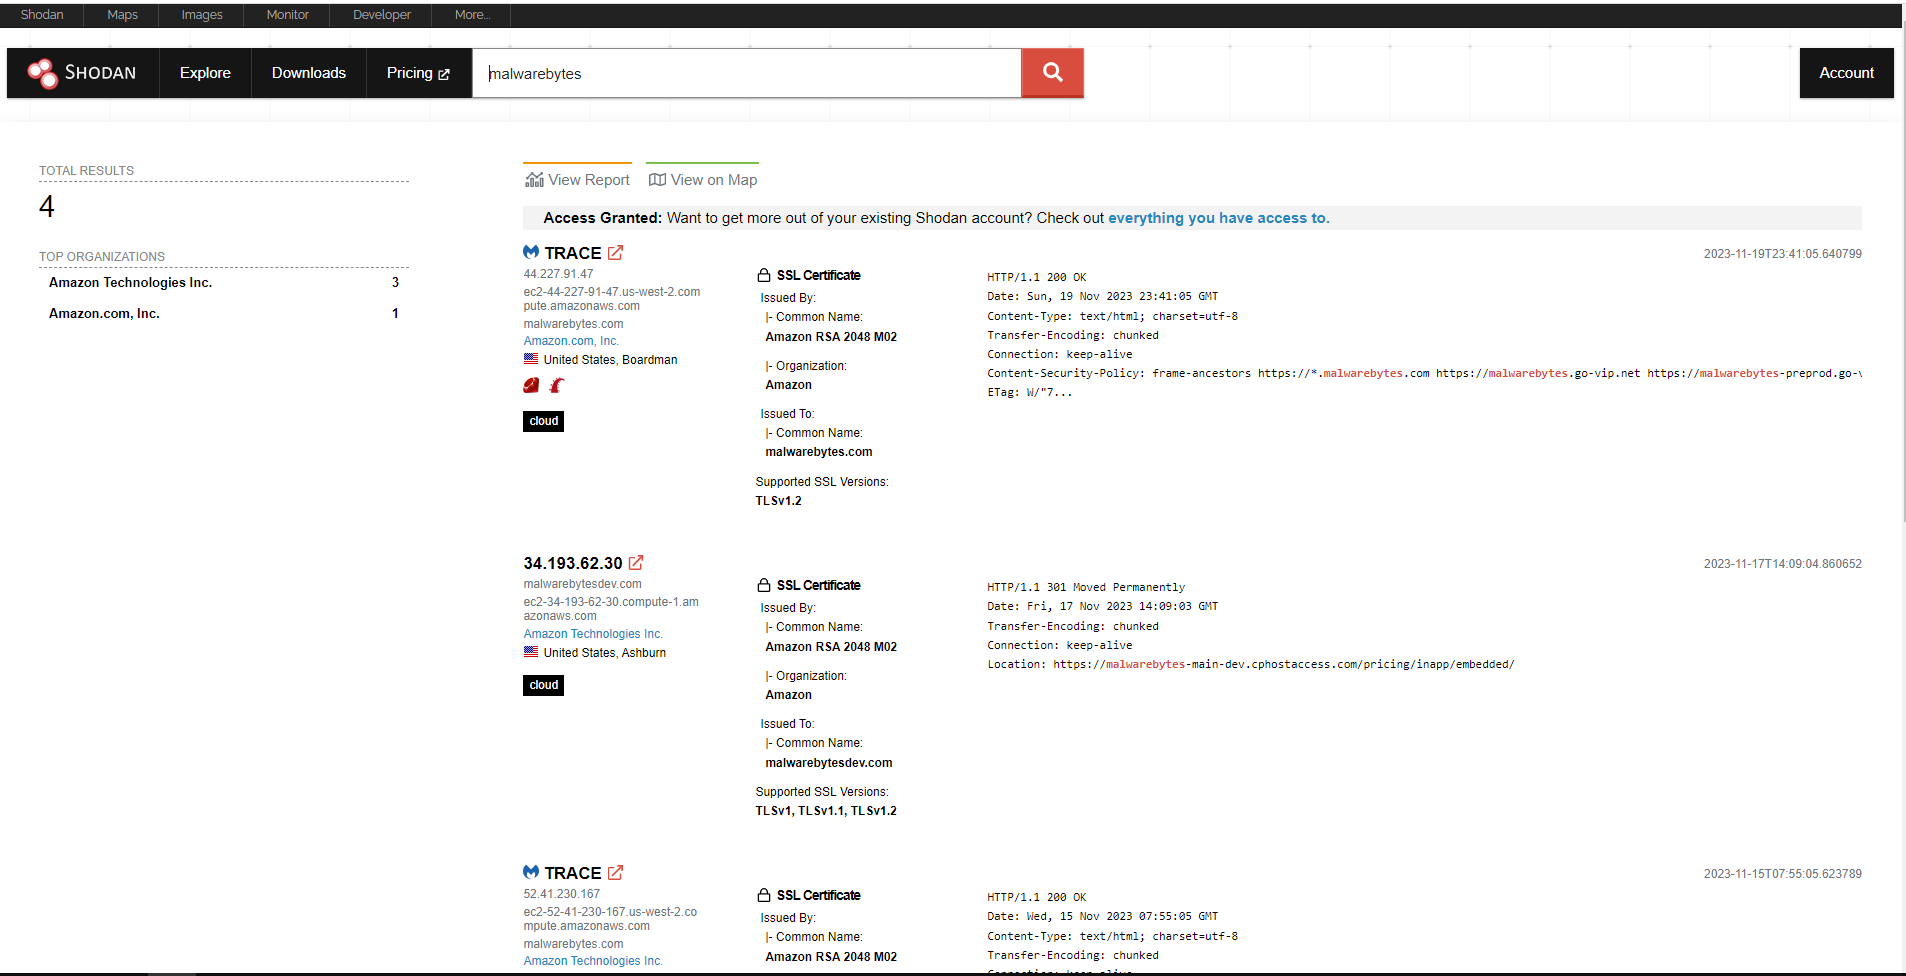 Shodan Maps Images Monitor Developer More...
SHODAN Explore Downloads Pricing malwarebytes Account
TOTAL RESULTS
4
TOP ORGANIZATIONS
Amazon Technologies Inc. 3
Amazon.com, Inc. 1
View Report View on Map
Access Granted: Want to get more out of your existing Shodan account? Check out everything you have access to.
TRACE
44.227.91.47
ec2-44-227-91-47.us-west-2.com
pute.amazonaws.com
malwarebytes.com
Amazon.com, Inc.
United States, Boardman
cloud
SSL Certificate
Issued By:
|- Common Name:
Amazon RSA 2048 M02
|- Organization:
Amazon
Issued To:
|- Common Name:
malwarebytes.com
Supported SSL Versions:
TLSv1.2
2023-11-19T23:41:05.640799
HTTP/1.1 200 OK
Date: Sun, 19 Nov 2023 23:41:05 GMT
Content-Type: text/html; charset=utf-8
Transfer-Encoding: chunked
Connection: keep-alive
Content-Security-Policy: frame-ancestors https://*.malwarebytes.com https://malwarebytes.go-vip.net https://malwarebytes-preprod.go-v
ETag: W/"7...
34.193.62.30
malwarebytesdev.com
ec2-34-193-62-30.compute-1.am
azonaws.com
Amazon Technologies Inc.
United States, Ashburn
cloud
SSL Certificate
Issued By:
|- Common Name:
Amazon RSA 2048 M02
|- Organization:
Amazon
Issued To:
|- Common Name:
malwarebytesdev.com
Supported SSL Versions:
TLSv1, TLSv1.1, TLSv1.2
2023-11-17T14:09:04.860652
HTTP/1.1 301 Moved Permanently
Date: Fri, 17 Nov 2023 14:09:03 GMT
Transfer-Encoding: chunked
Connection: keep-alive
Location: https://malwarebytes-main-dev.cphostaccess.com/pricing/inapp/embedded/
TRACE
52.41.230.167
ec2-52-41-230-167.us-west-2.co
mpute.amazonaws.com
malwarebytes.com
Amazon Technologies Inc.
SSL Certificate
Issued By:
|- Common Name:
Amazon RSA 2048 M02
2023-11-15T07:55:05.623789
HTTP/1.1 200 OK
Date: Wed, 15 Nov 2023 07:55:05 GMT
Content-Type: text/html; charset=utf-8
Transfer-Encoding: chunked
Connection: keep-alive